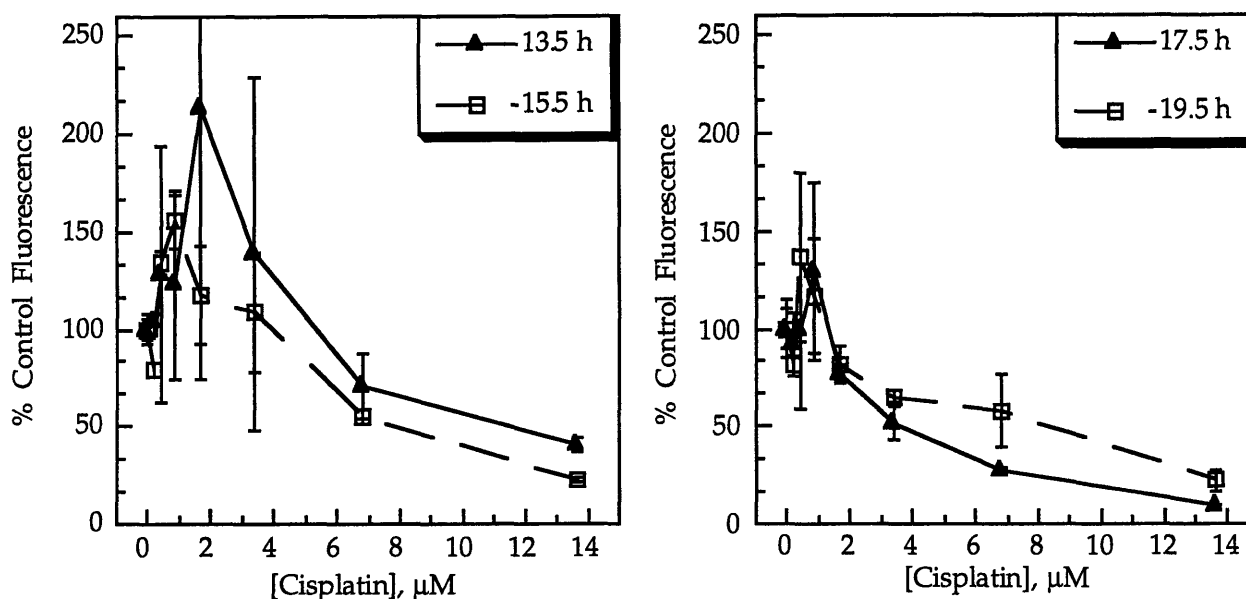 % Control Fluorescence
250
200
150
100
50
0
13.5 h
-15.5 h
0 2 4 6 8 10 12 14
[Cisplatin], μM
% Control Fluorescence
250
200
150
100
50
0
17.5 h
-19.5 h
0 2 4 6 8 10 12 14
[Cisplatin], μM